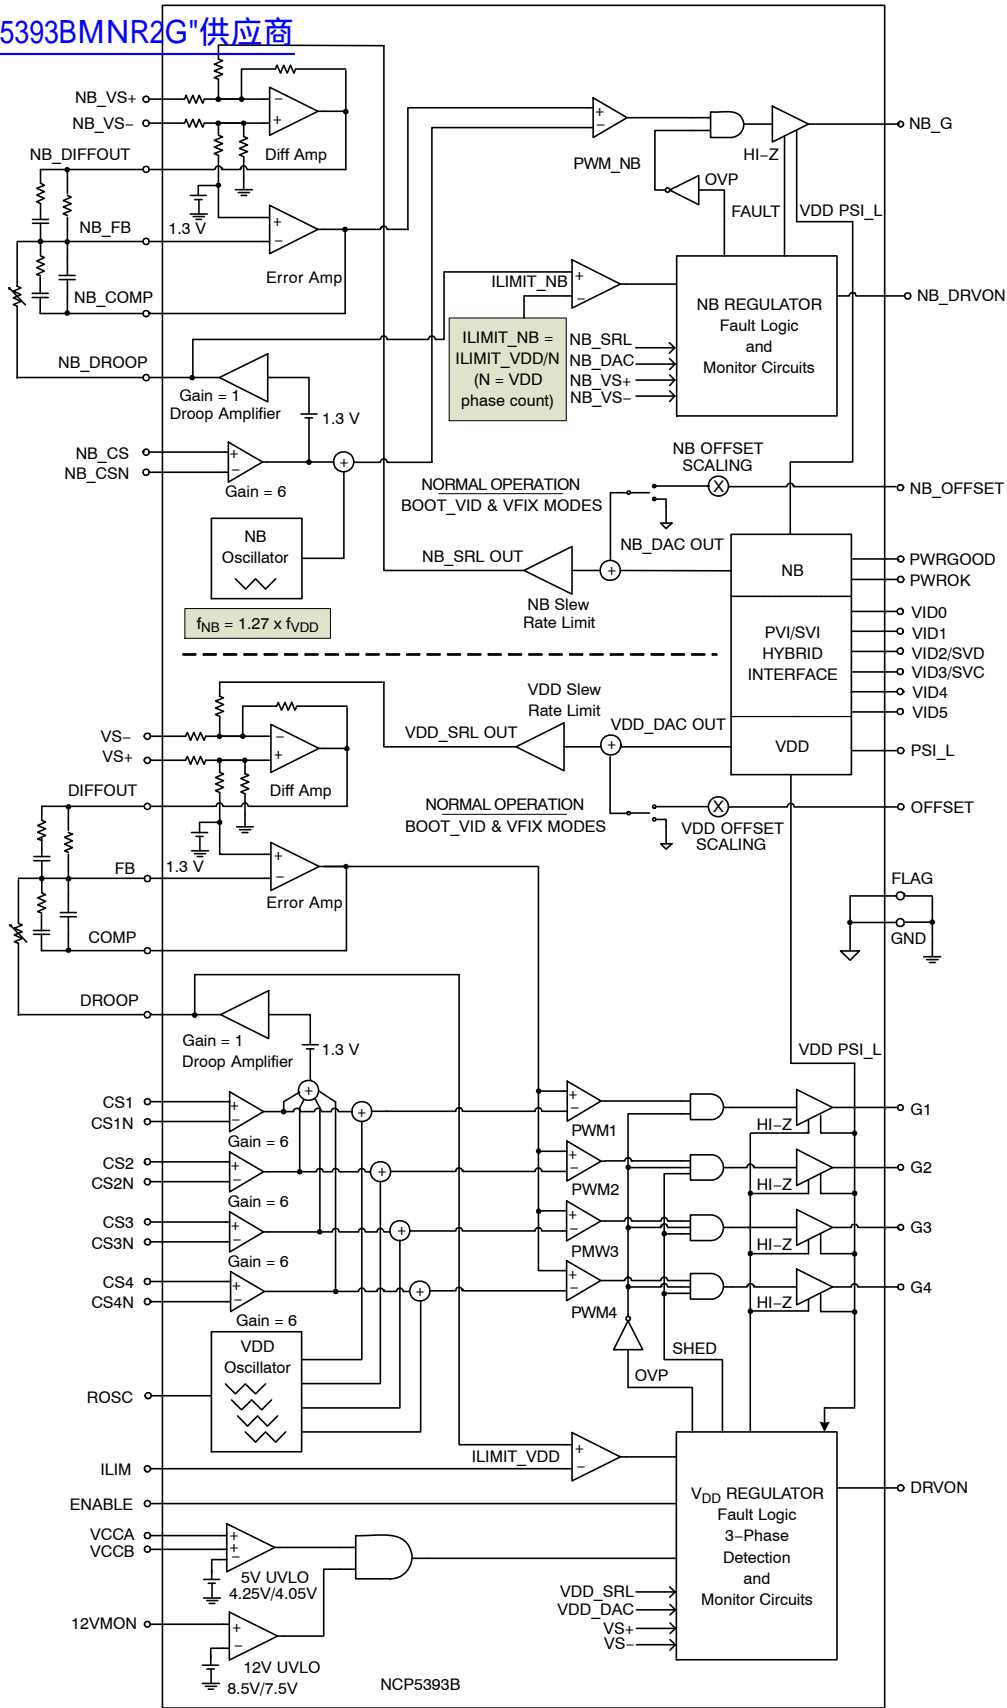 5393BMNR2G"供应商
NB_VS+
NB_VS−
Diff Amp
NB_DIFFOUT
NB_FB
1.3 V
Error Amp
NB_COMP
NB_DROOP
Gain = 1
Droop Amplifier
1.3 V
NB_CS
NB_CSN
Gain = 6
NB
Oscillator
fNB = 1.27 x fVDD
PWM_NB
HI−Z
NB_G
OVP
FAULT
VDD PSI_L
ILIMIT_NB
ILIMIT_NB =
ILIMIT_VDD/N
(N = VDD
phase count)
NB_SRL
NB_DAC
NB_VS+
NB_VS−
NB REGULATOR
Fault Logic
and
Monitor Circuits
NB_DRVON
NB OFFSET
SCALING
NORMAL OPERATION
BOOT_VID & VFIX MODES
NB_OFFSET
NB_SRL OUT
NB_DAC OUT
NB Slew
Rate Limit
NB
PWRGOOD
PWROK
PVI/SVI
HYBRID
INTERFACE
VID0
VID1
VID2/SVD
VID3/SVC
VID4
VID5
VDD
PSI_L
VDD Slew
Rate Limit
VDD_SRL OUT
VDD_DAC OUT
NORMAL OPERATION
BOOT_VID & VFIX MODES
VDD OFFSET
SCALING
OFFSET
VS−
VS+
Diff Amp
DIFFOUT
FB
1.3 V
Error Amp
COMP
FLAG
GND
DROOP
Gain = 1
Droop Amplifier
1.3 V
VDD PSI_L
CS1
CS1N
Gain = 6
PWM1
HI−Z
G1
CS2
CS2N
Gain = 6
PWM2
HI−Z
G2
CS3
CS3N
Gain = 6
PMW3
HI−Z
G3
CS4
CS4N
Gain = 6
PWM4
HI−Z
G4
VDD
Oscillator
ROSC
SHED
OVP
ILIM
ILIMIT_VDD
ENABLE
VCCA
VCCB
5V UVLO
4.25V/4.05V
12VMON
12V UVLO
8.5V/7.5V
VDD REGULATOR
Fault Logic
3−Phase
Detection
and
Monitor Circuits
DRVON
VDD_SRL
VDD_DAC
VS+
VS−
NCP5393B